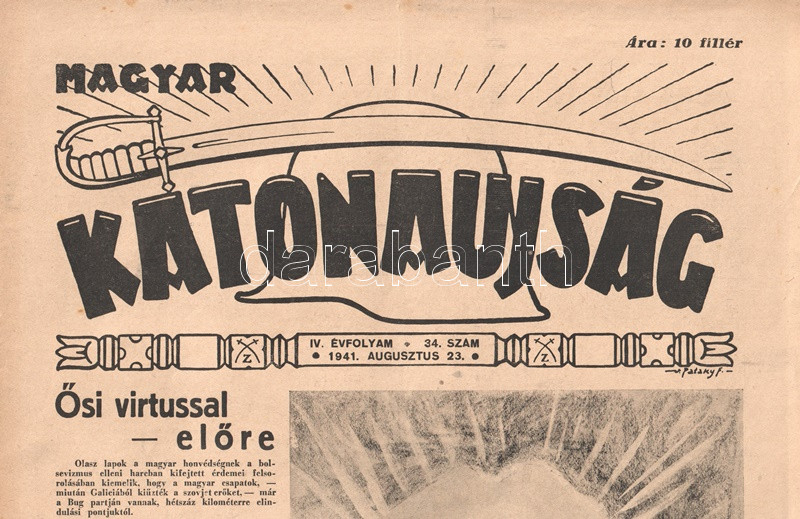 Ára: 10 fillér
MAGYAR
KATONAUJSÁG
darabanth
IV. ÉVFOLYAM ✦ 34. SZÁM
● 1941. AUGUSZTUS 23. ●
Z
Z
Pataky F.
Ősi virtussal
— előre
Olasz lapok a magyar honvédségnek a bol-
sevizmus elleni harcban kifejtett érdemei felso-
rolásában kiemelik, hogy a magyar csapatok, —
miután Galiciából kiűzték a szovjet erőket, — már
a Bug partján vannak, hétszáz kilométerre elin-
dulási pontjuktól.